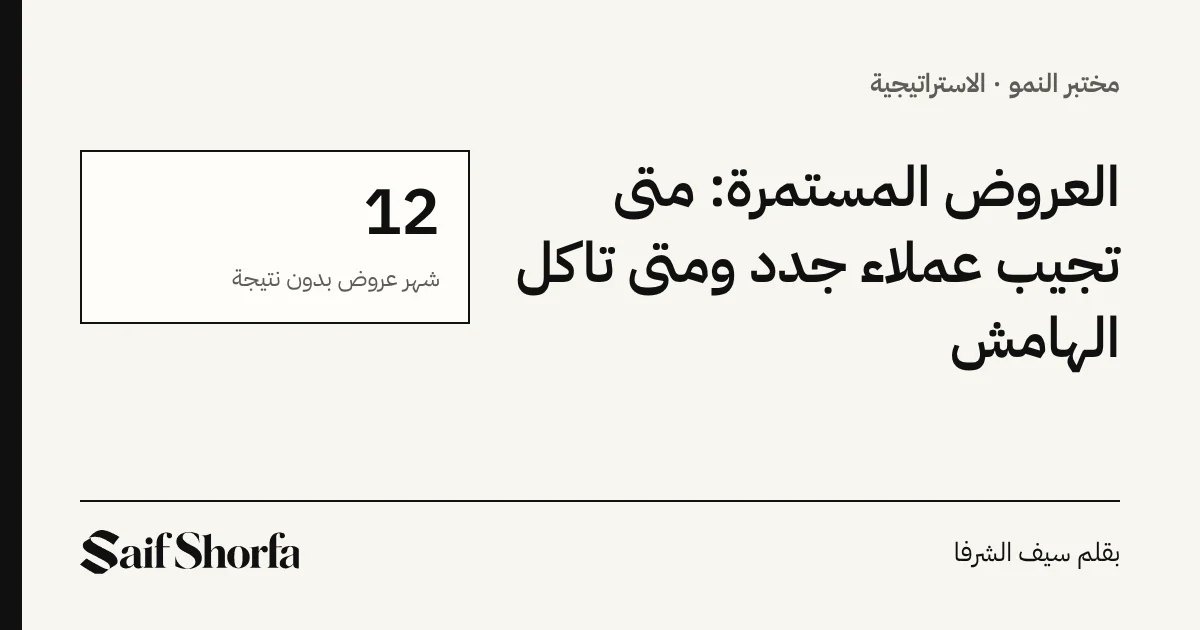 مختبر النمو · الاستراتيجية
العروض المستمرة: متى
تجيب عملاء جدد ومتى تاكل
الهامش
12
شهر عروض بدون نتيجة
بقلم سيف الشرفا
Saif Shorfa